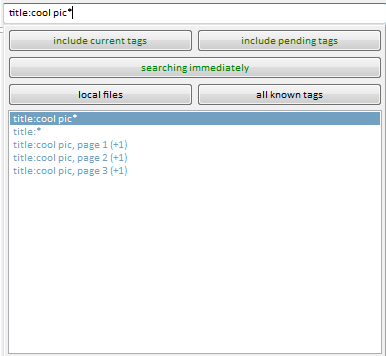 title:cool pic*
include current tags
include pending tags
searching immediately
local files
all known tags
title:cool pic*
title:*
title:cool pic, page 1 (+1)
title:cool pic, page 2 (+1)
title:cool pic, page 3 (+1)